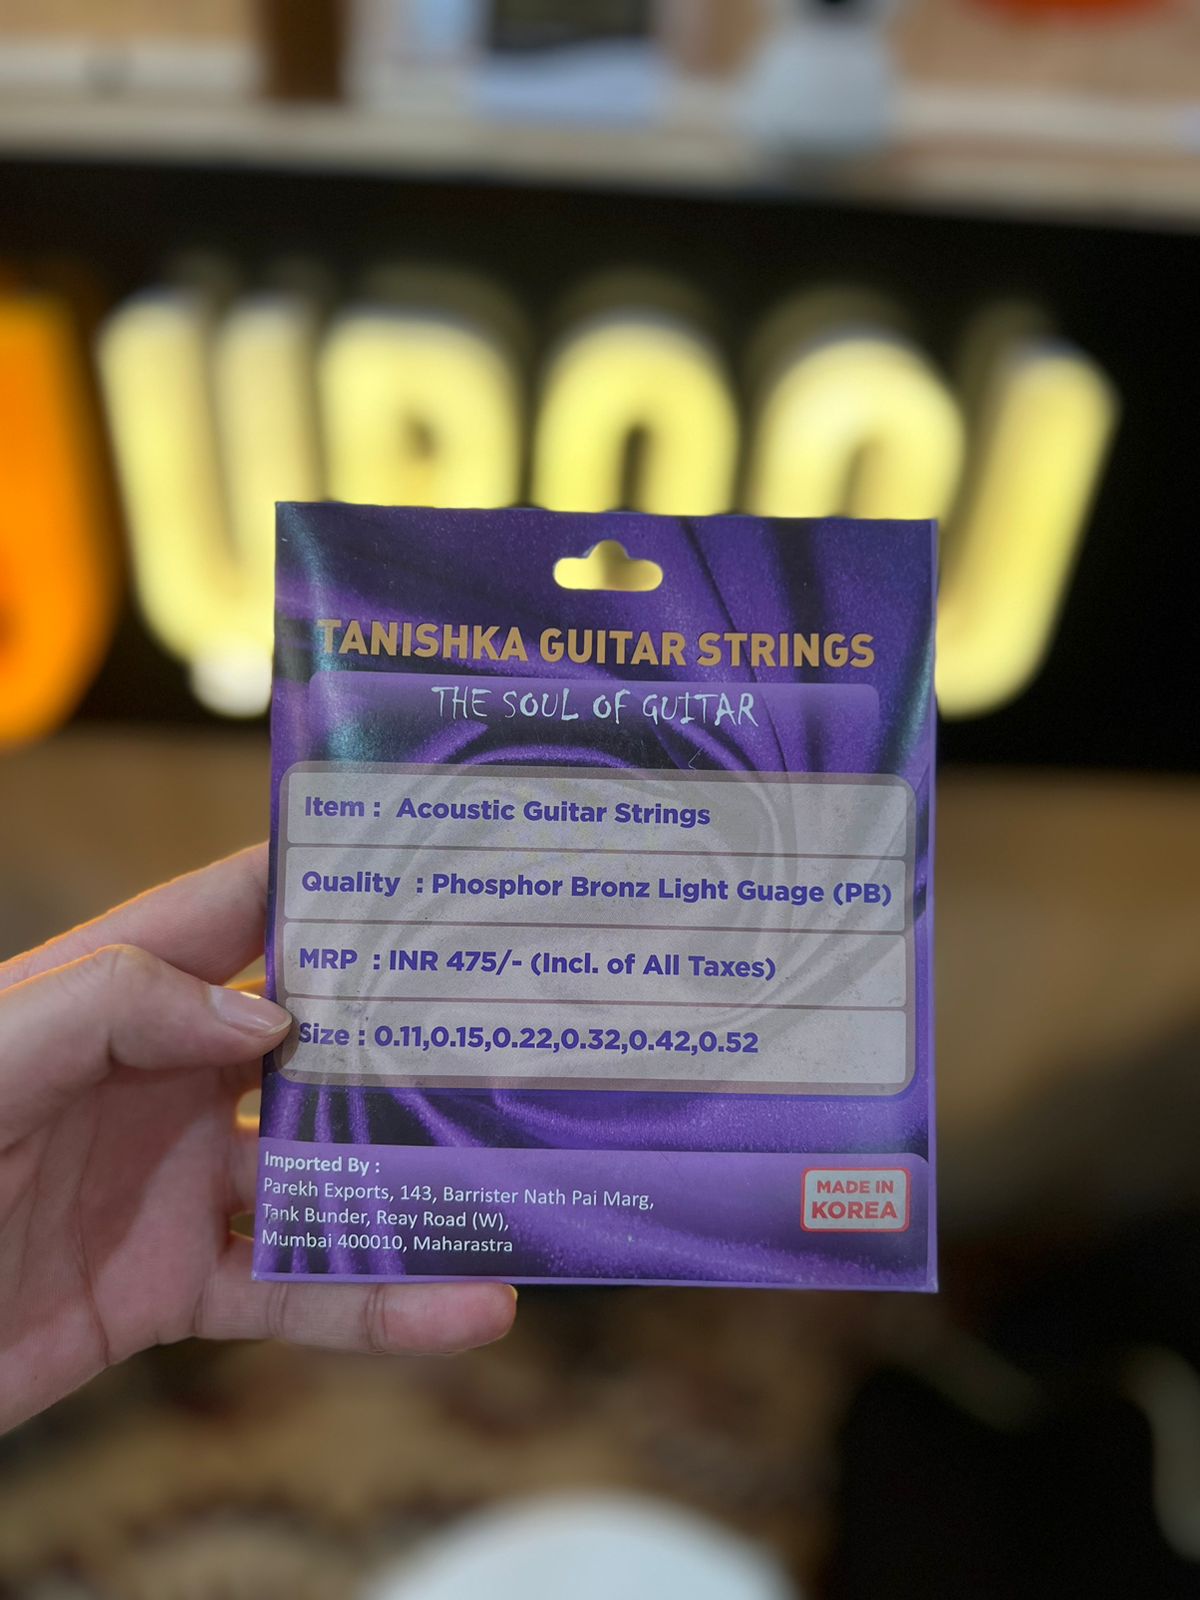 TANISHKA GUITAR STRINGS
THE SOUL OF GUITAR
Item : Acoustic Guitar Strings
Quality : Phosphor Bronz Light Guage (PB)
MRP : INR 475/- (Incl. of All Taxes)
Size : 0.11,0.15,0.22,0.32,0.42,0.52
Imported By :
Parekh Exports, 143, Barrister Nath Pai Marg,
Tank Bunder, Reay Road (W),
Mumbai 400010, Maharastra
MADE IN
KOREA